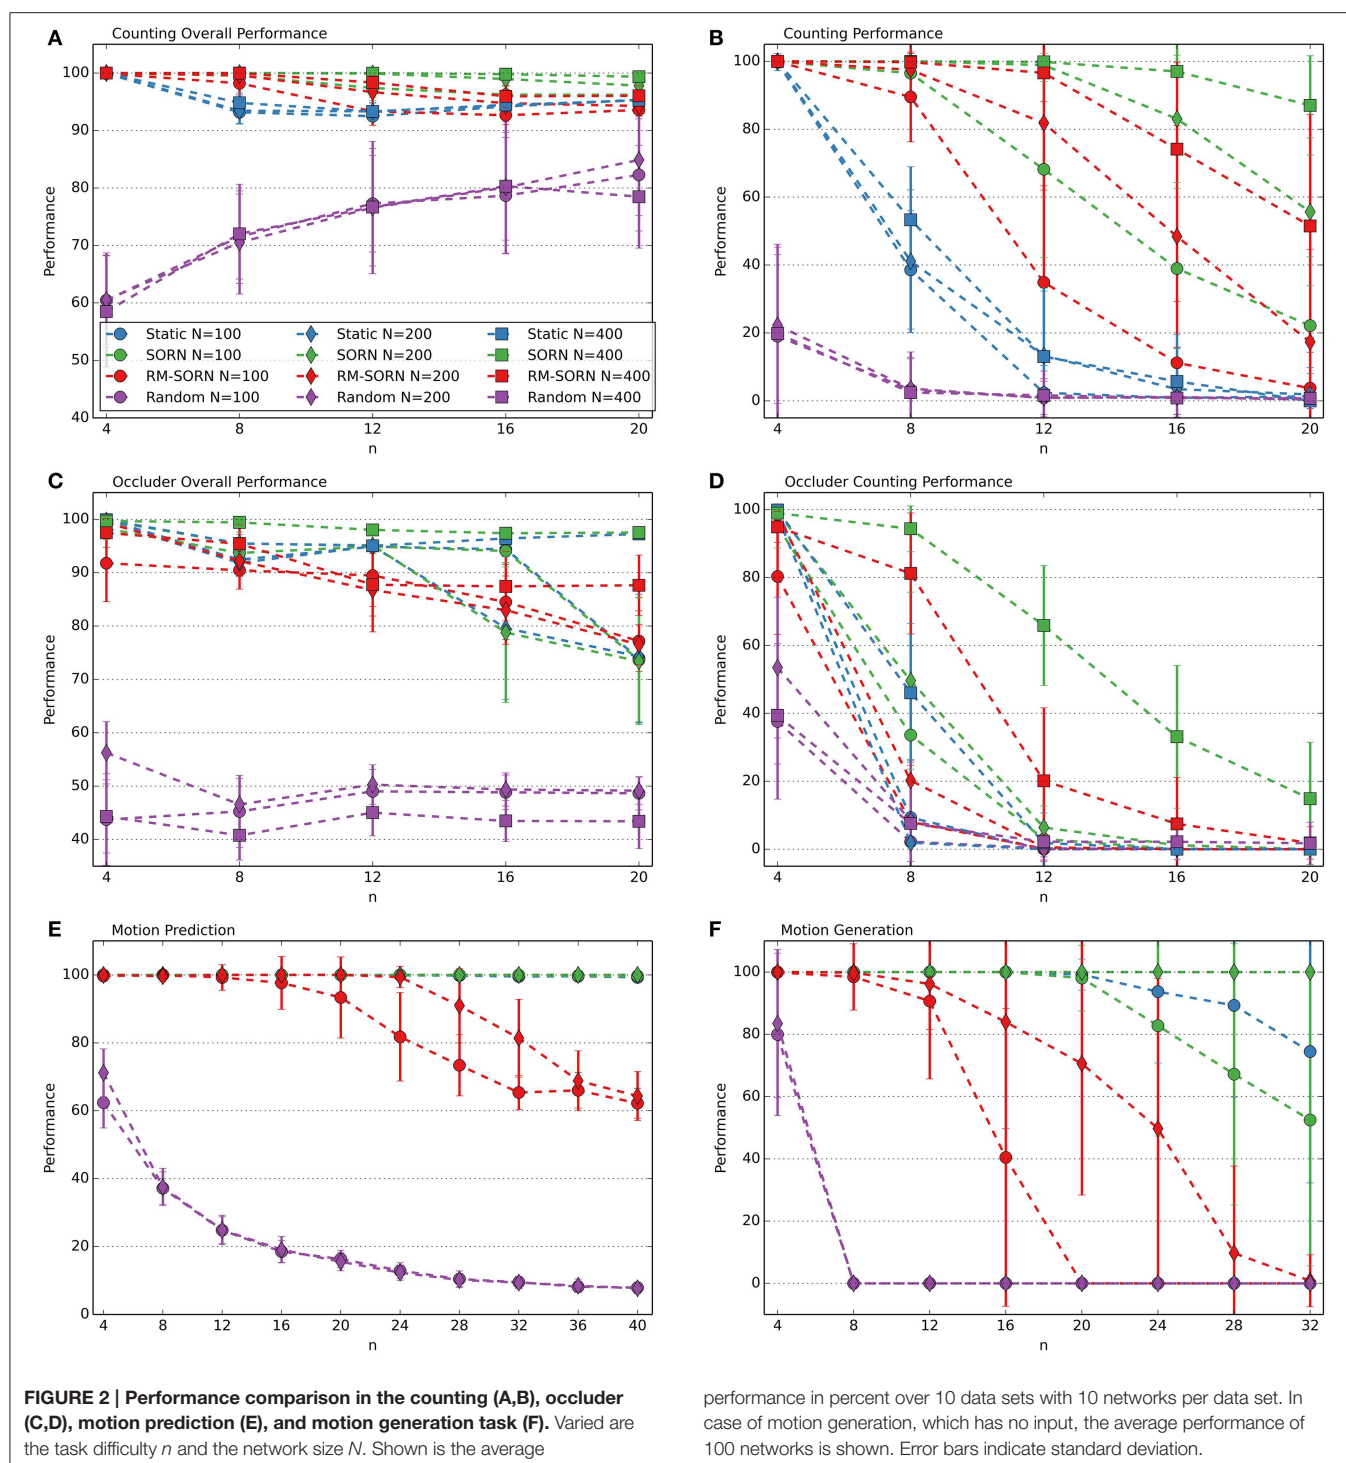 A Counting Overall Performance
100
90
80
70
60
50
40
4 8 12 16 20
n
Performance
Static N=100 Static N=200 Static N=400
SORN N=100 SORN N=200 SORN N=400
RM-SORN N=100 RM-SORN N=200 RM-SORN N=400
Random N=100 Random N=200 Random N=400
B Counting Performance
100
80
60
40
20
0
4 8 12 16 20
n
Performance
C Occluder Overall Performance
100
90
80
70
60
50
40
4 8 12 16 20
n
Performance
D Occluder Counting Performance
100
80
60
40
20
0
4 8 12 16 20
n
Performance
E Motion Prediction
100
80
60
40
20
0
4 8 12 16 20 24 28 32 36 40
n
Performance
F Motion Generation
100
80
60
40
20
0
4 8 12 16 20 24 28 32
n
Performance
FIGURE 2 | Performance comparison in the counting (A,B), occluder
(C,D), motion prediction (E), and motion generation task (F). Varied are
the task difficulty n and the network size N. Shown is the average
performance in percent over 10 data sets with 10 networks per data set. In
case of motion generation, which has no input, the average performance of
100 networks is shown. Error bars indicate standard deviation.